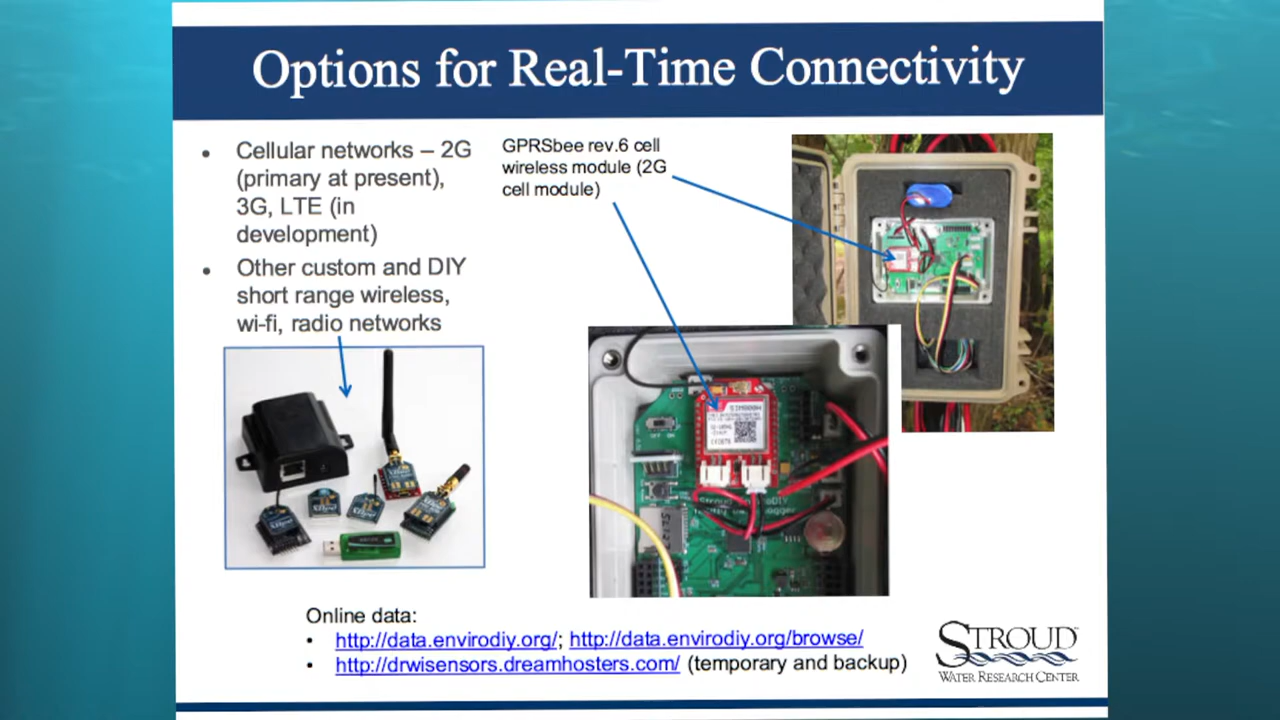 Options for Real-Time Connectivity
• Cellular networks – 2G
(primary at present),
3G, LTE (in
development)
• Other custom and DIY
short range wireless,
wi-fi, radio networks
GPRSbee rev.6 cell
wireless module (2G
cell module)
Online data:
• http://data.envirodiy.org/; http://data.envirodiy.org/browse/
• http://drwisensors.dreamhosters.com/ (temporary and backup)
STROUD
WATER RESEARCH CENTER